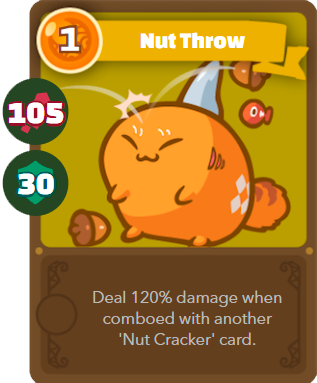 1
Nut Throw
105
30
Deal 120% damage when
comboed with another
'Nut Cracker' card.